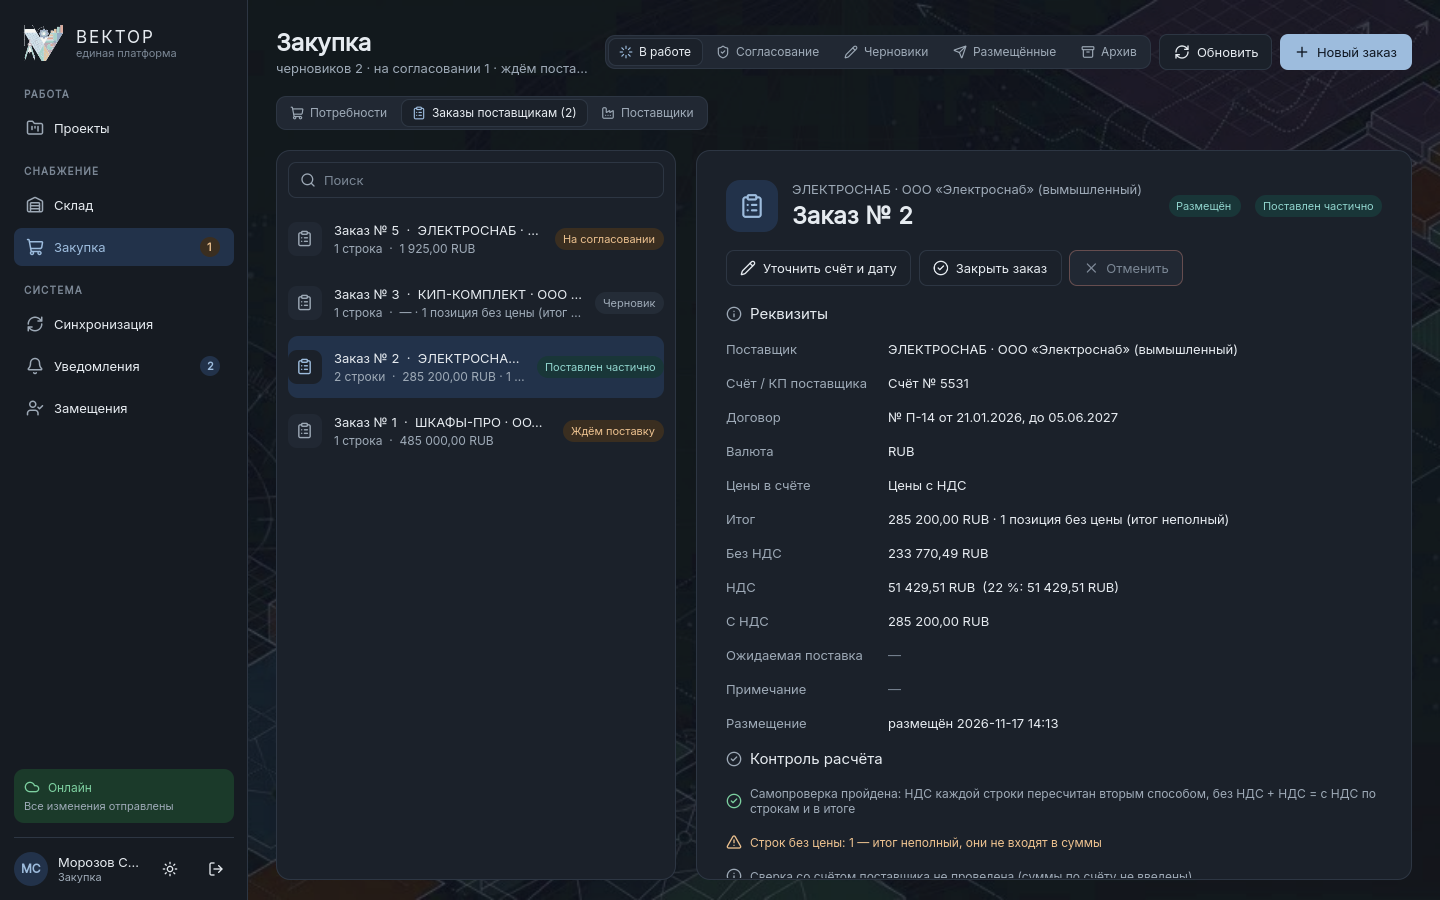 ВЕКТОР
единая платформа
РАБОТА
Проекты
СНАБЖЕНИЕ
Склад
Закупка
1
СИСТЕМА
Синхронизация
Уведомления
2
Замещения
Онлайн
Все изменения отправлены
МС
Морозов С...
Закупка
Закупка
черновиков 2 · на согласовании 1 · ждём поста...
В работе
Согласование
Черновики
Размещённые
Архив
Обновить
Новый заказ
Потребности
Заказы поставщикам (2)
Поставщики
Поиск
Заказ № 5 · ЭЛЕКТРОСНАБ · ...
1 строка · 1 925,00 RUB
На согласовании
Заказ № 3 · КИП-КОМПЛЕКТ · ООО ...
1 строка · — · 1 позиция без цены (итог ...
Черновик
Заказ № 2 · ЭЛЕКТРОСНА...
2 строки · 285 200,00 RUB · 1 ...
Поставлен частично
Заказ № 1 · ШКАФЫ-ПРО · ОО...
1 строка · 485 000,00 RUB
Ждём поставку
ЭЛЕКТРОСНАБ · ООО «Электроснаб» (вымышленный)
Заказ № 2
Размещён
Поставлен частично
Уточнить счёт и дату
Закрыть заказ
Отменить
Реквизиты
Поставщик ЭЛЕКТРОСНАБ · ООО «Электроснаб» (вымышленный)
Счёт / КП поставщика Счёт № 5531
Договор № П-14 от 21.01.2026, до 05.06.2027
Валюта RUB
Цены в счёте Цены с НДС
Итог 285 200,00 RUB · 1 позиция без цены (итог неполный)
Без НДС 233 770,49 RUB
НДС 51 429,51 RUB (22 %: 51 429,51 RUB)
С НДС 285 200,00 RUB
Ожидаемая поставка —
Примечание —
Размещение размещён 2026-11-17 14:13
Контроль расчёта
Самопроверка пройдена: НДС каждой строки пересчитан вторым способом, без НДС + НДС = с НДС по
строкам и в итоге
Строк без цены: 1 — итог неполный, они не входят в суммы
Сверка со счётом поставщика не проведена (суммы по счёту не введены)